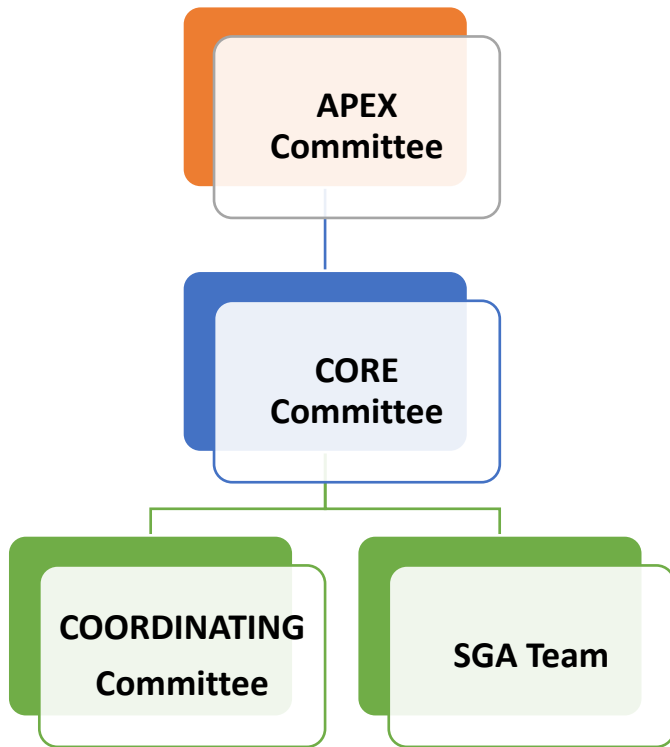 APEX
Committee
CORE
Committee
COORDINATING
Committee
SGA Team